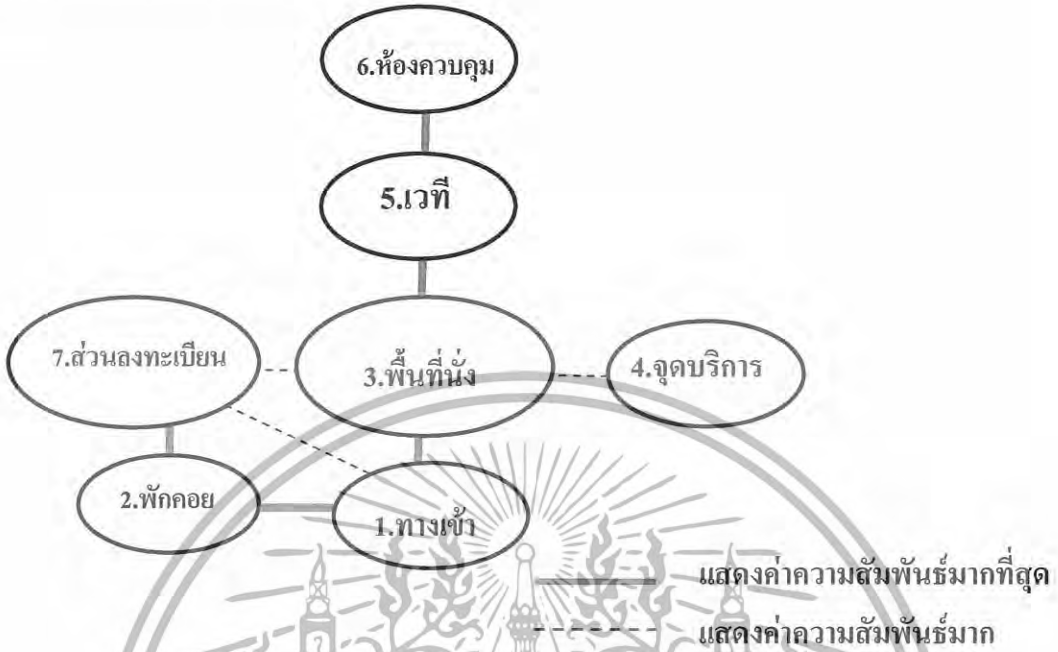 6.ห้องควบคุม
5.เวที
7.ส่วนลงทะเบียน
3.พื้นที่นั่ง
4.จุดบริการ
2.พักคอย
1.ทางเข้า
แสดงค่าความสัมพันธ์มากที่สุด
แสดงค่าความสัมพันธ์มาก